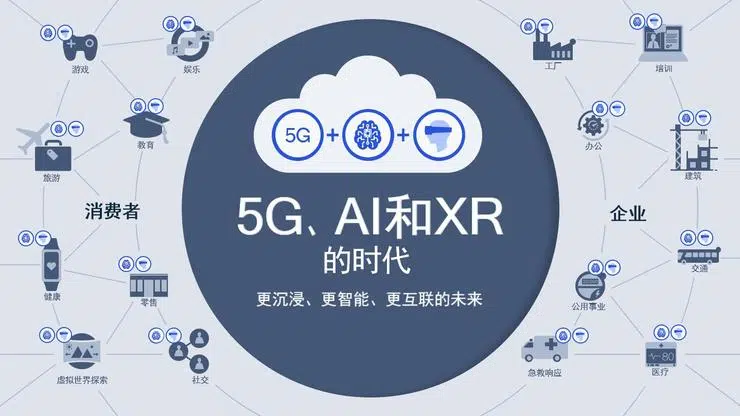 游戏
娱乐
教育
旅游
消费者
健康
零售
虚拟世界探索
社交
5G
+
+
5G、AI和XR
的时代
更沉浸、更智能、更互联的未来
工厂
培训
办公
建筑
企业
交通
公用事业
急救响应
医疗
80